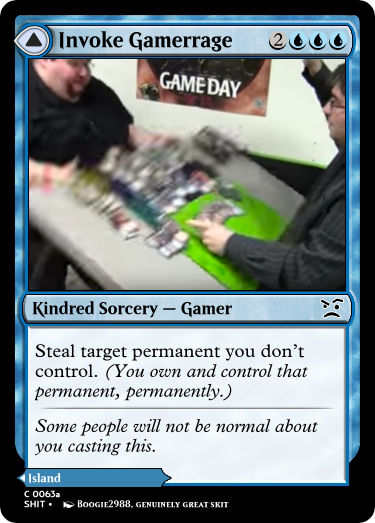 Invoke Gamerrage 2
GAME DAY
Kindred Sorcery — Gamer
Steal target permanent you don't
control. (You own and control that
permanent, permanently.)
Some people will not be normal about
you casting this.
Island
C 0063a
SHIT • Boogie2988, genuinely great skit